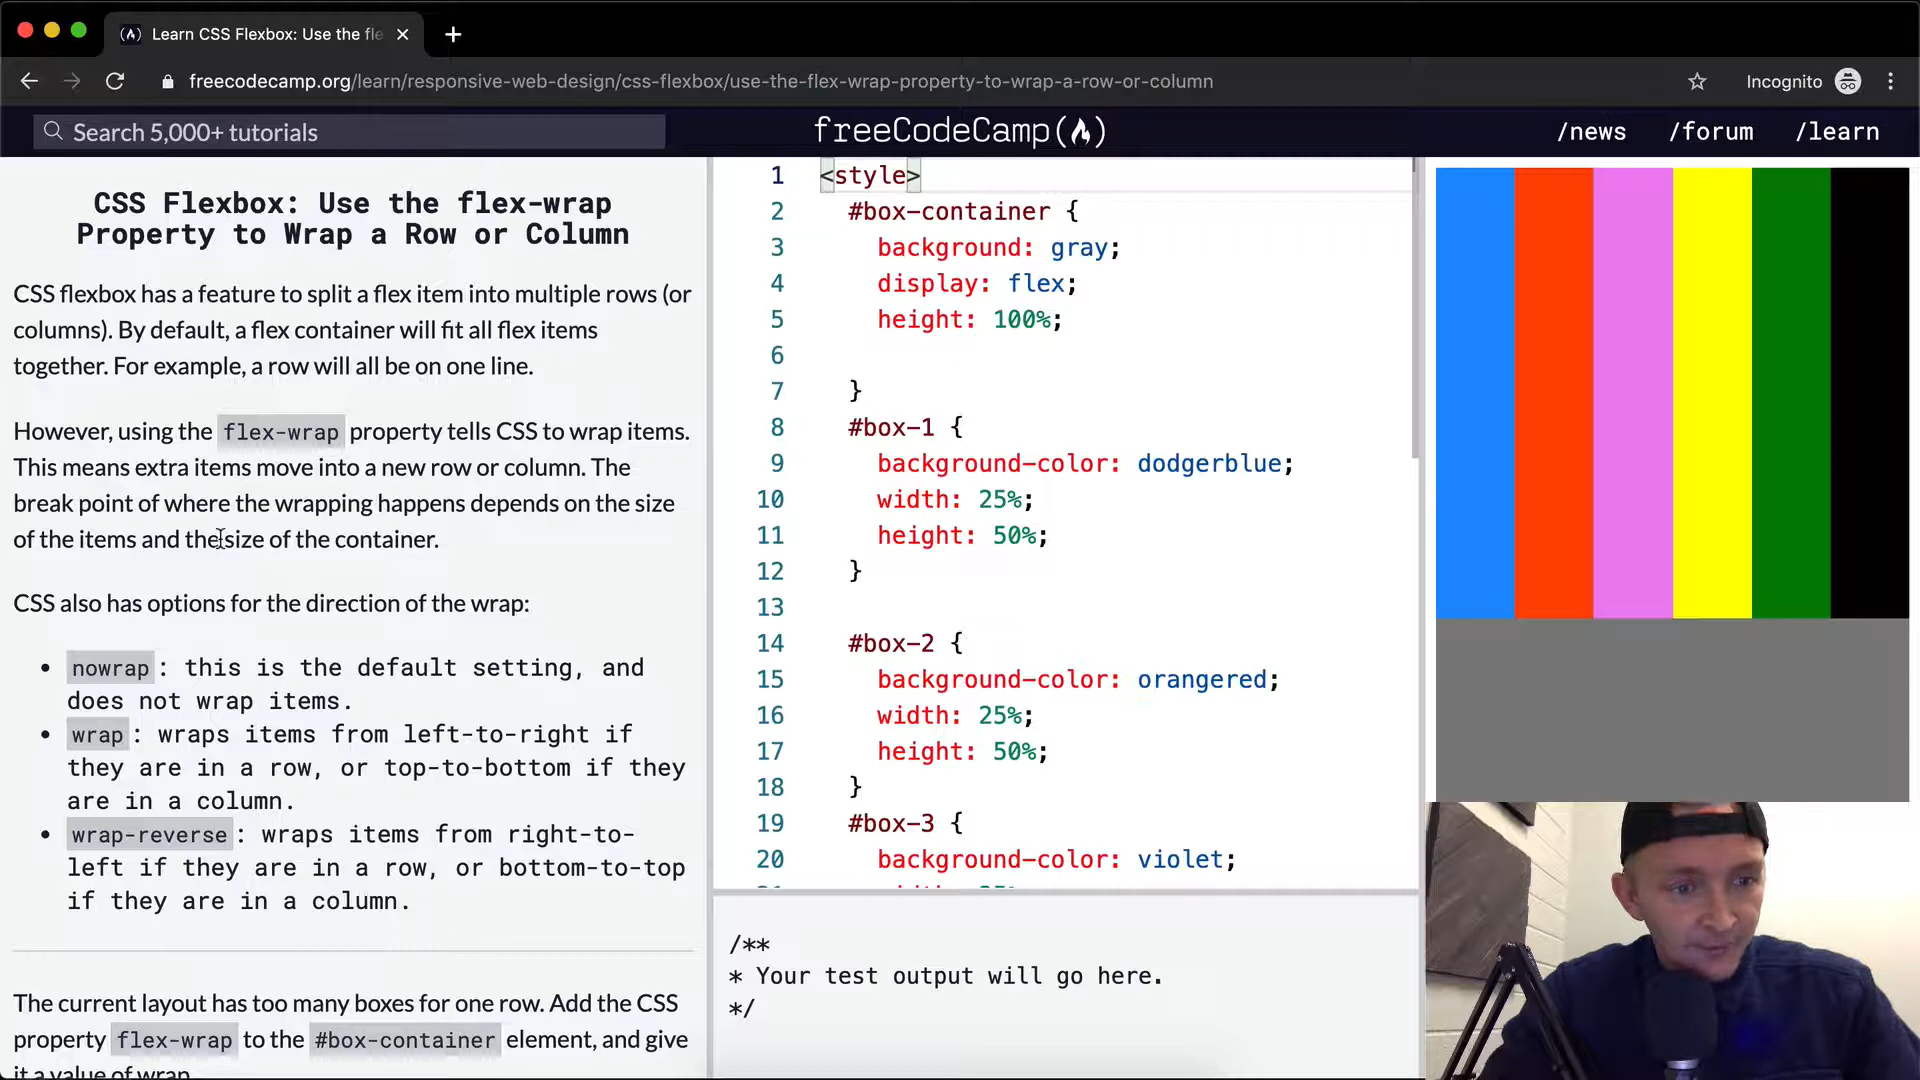 Learn CSS Flexbox: Use the fle
freecodecamp.org/learn/responsive-web-design/css-flexbox/use-the-flex-wrap-property-to-wrap-a-row-or-column
Incognito
Search 5,000+ tutorials
freeCodeCamp
/news
/forum
/learn
CSS Flexbox: Use the flex-wrap
Property to Wrap a Row or Column
CSS flexbox has a feature to split a flex item into multiple rows (or
columns). By default, a flex container will fit all flex items
together. For example, a row will all be on one line.
However, using the flex-wrap property tells CSS to wrap items.
This means extra items move into a new row or column. The
break point of where the wrapping happens depends on the size
of the items and the size of the container.
CSS also has options for the direction of the wrap:
• nowrap: this is the default setting, and
does not wrap items.
• wrap: wraps items from left-to-right if
they are in a row, or top-to-bottom if they
are in a column.
• wrap-reverse: wraps items from right-to-
left if they are in a row, or bottom-to-top
if they are in a column.
The current layout has too many boxes for one row. Add the CSS
property flex-wrap to the #box-container element, and give
it a value of wrap.
1 <style>
2 #box-container {
3 background: gray;
4 display: flex;
5 height: 100%;
6
7 }
8 #box-1 {
9 background-color: dodgerblue;
10 width: 25%;
11 height: 50%;
12 }
13
14 #box-2 {
15 background-color: orangered;
16 width: 25%;
17 height: 50%;
18 }
19 #box-3 {
20 background-color: violet;
/**
* Your test output will go here.
*/